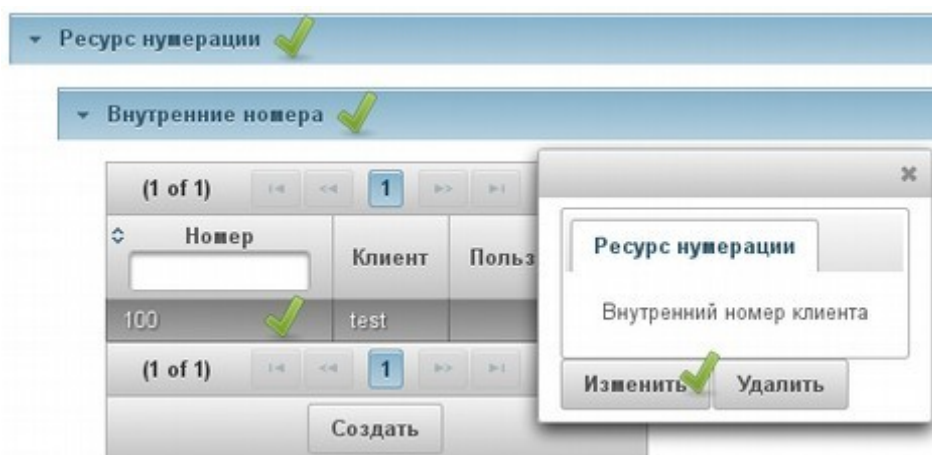 Ресурс нумерации
Внутренние номера
(1 of 1) 1
Номер Клиент Польз
100 test
(1 of 1) 1
Создать
Ресурс нумерации
Внутренний номер клиента
Изменить Удалить